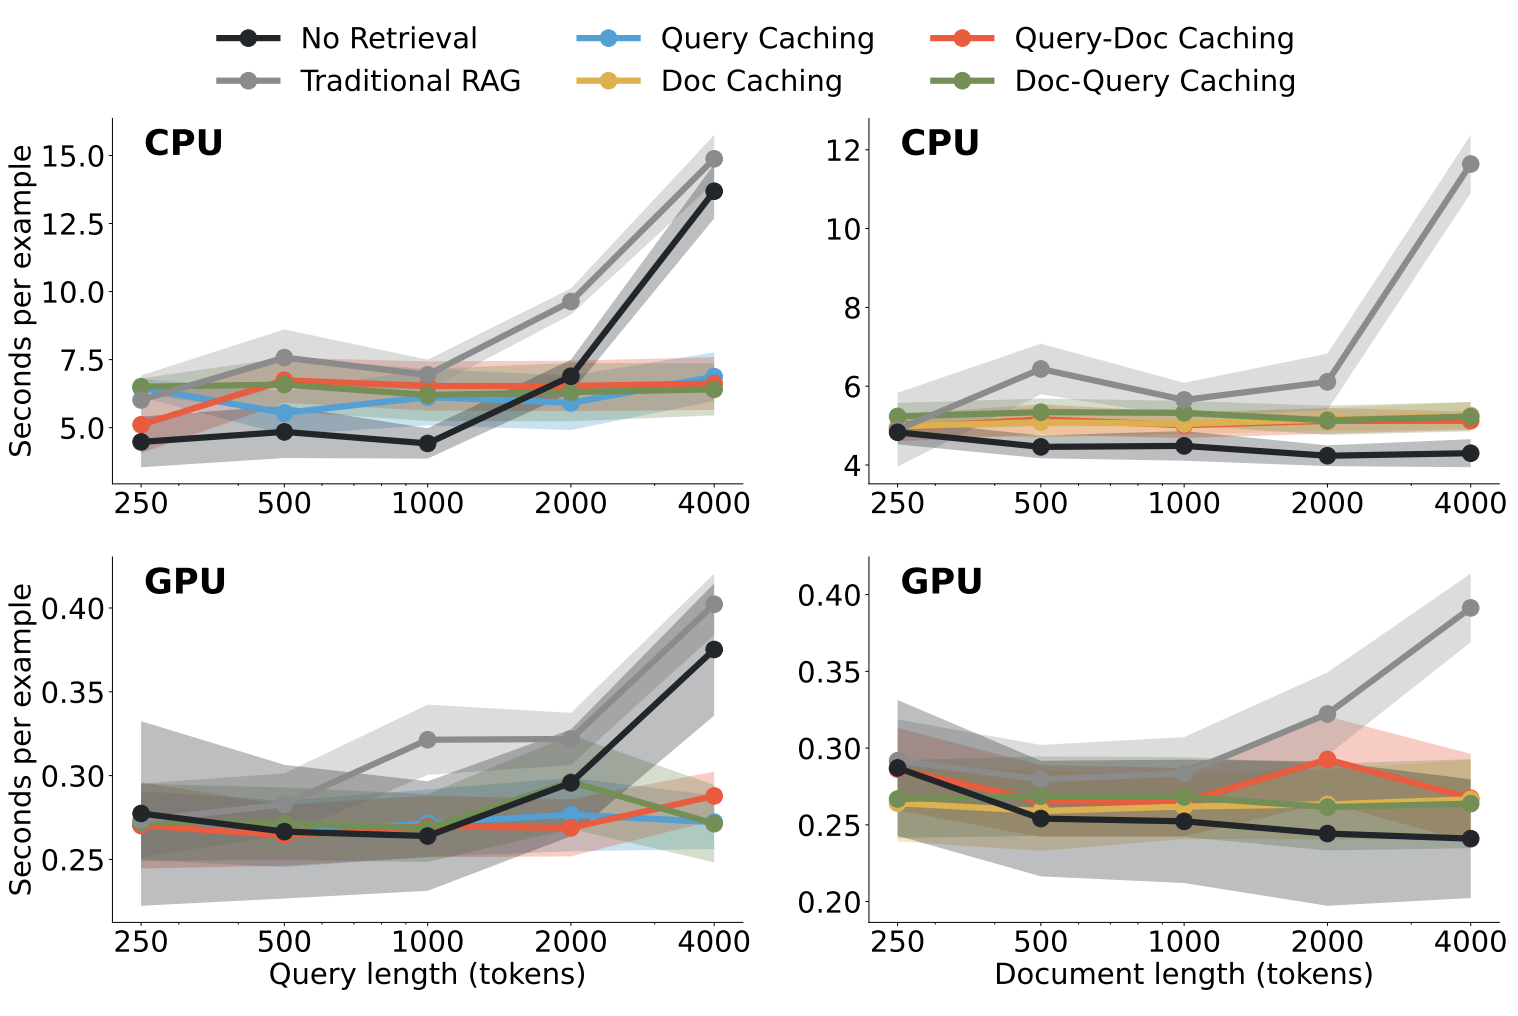 No Retrieval Query Caching Query-Doc Caching
Traditional RAG Doc Caching Doc-Query Caching
CPU
Seconds per example
15.0
12.5
10.0
7.5
5.0
250 500 1000 2000 4000
CPU
12
10
8
6
4
250 500 1000 2000 4000
GPU
Seconds per example
0.40
0.35
0.30
0.25
250 500 1000 2000 4000
Query length (tokens)
GPU
0.40
0.35
0.30
0.25
0.20
250 500 1000 2000 4000
Document length (tokens)